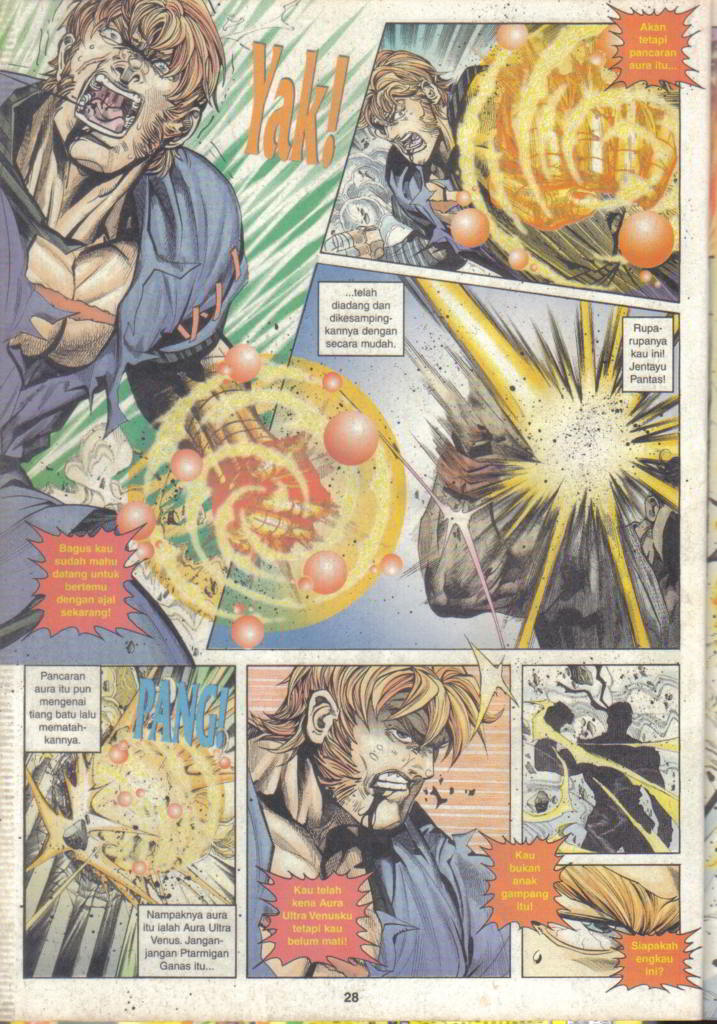 Yak!
Akan
tetapi
pancaran
aura itu...
...telah
diadang dan
dikesamping-
kannya dengan
secara mudah.
Rupa-
rupanya
kau ini!
Jentayu
Pantas!
Bagus kau
sudah mahu
datang untuk
bertemu
dengan ajal
sekarang!
Pancaran
aura itu pun
mengenai
tiang batu lalu
mematah-
kannya.
PANG!
Nampaknya aura
itu ialah Aura Ultra
Venus. Jangan-
jangan Ptarmigan
Ganas itu...
Kau telah
kena Aura
Ultra Venusku
tetapi kau
belum mati!
Kau
bukan
anak
gampang
itu!
Siapakah
engkau
ini?
28